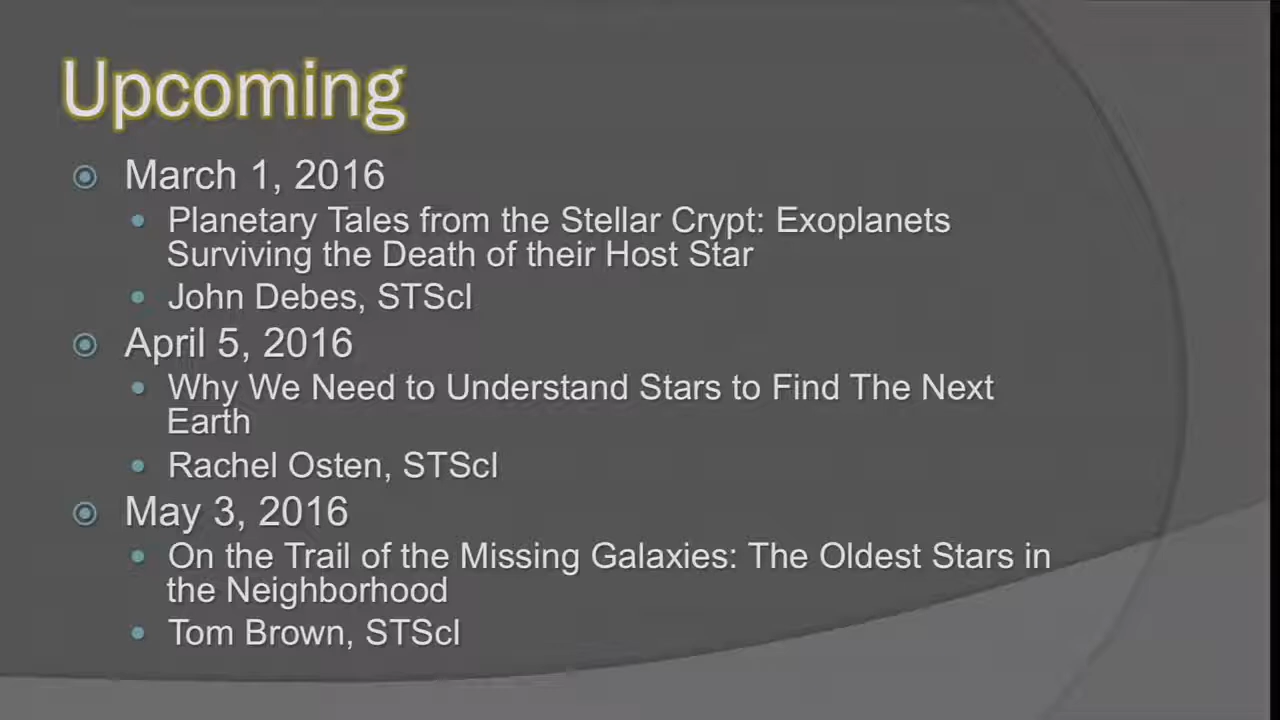 Upcoming
March 1, 2016
Planetary Tales from the Stellar Crypt: Exoplanets
Surviving the Death of their Host Star
John Debes, STScI
April 5, 2016
Why We Need to Understand Stars to Find The Next
Earth
Rachel Osten, STScI
May 3, 2016
On the Trail of the Missing Galaxies: The Oldest Stars in
the Neighborhood
Tom Brown, STScI